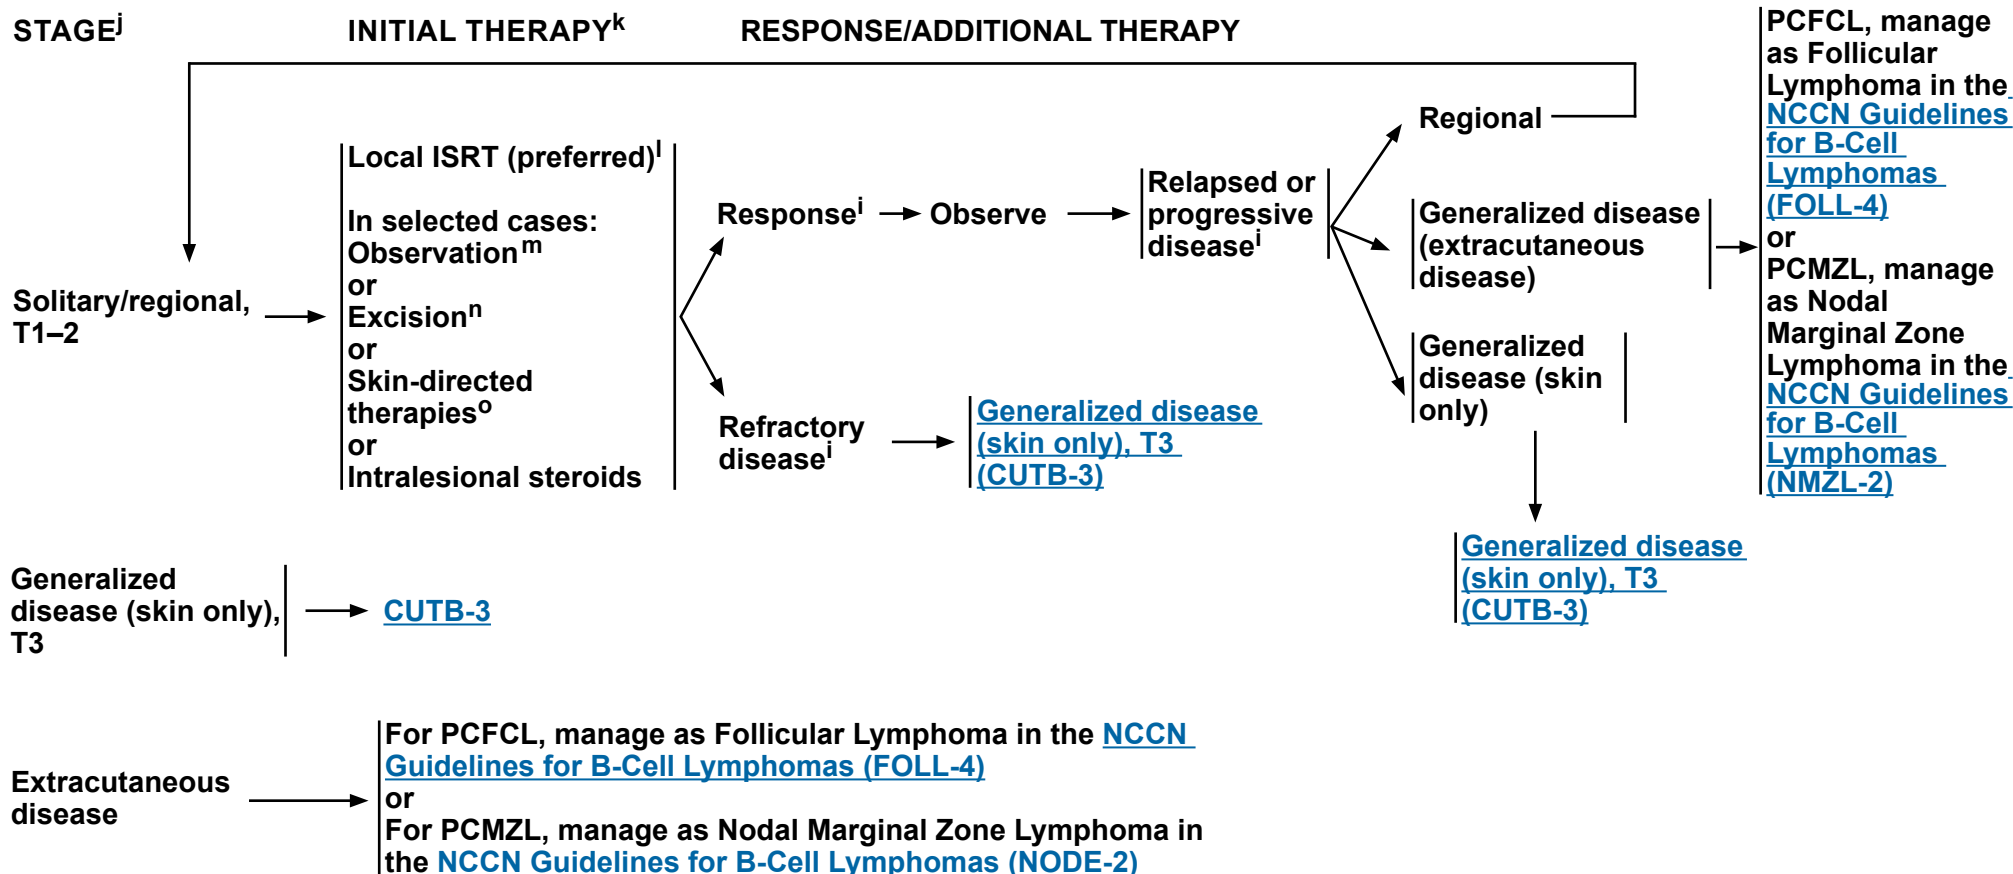 STAGEj
INITIAL THERAPYk
RESPONSE/ADDITIONAL THERAPY
Solitary/regional,
T1–2
Local ISRT (preferred)l
In selected cases:
Observationm
or
Excisionn
or
Skin-directed
therapieso
or
Intralesional steroids
Responsei
Observe
Relapsed or
progressive
diseasei
Refractory
diseasei
Generalized disease
(skin only), T3
(CUTB-3)
Regional
Generalized disease
(extracutaneous
disease)
Generalized
disease (skin
only)
Generalized disease
(skin only), T3
(CUTB-3)
PCFCL, manage
as Follicular
Lymphoma in the
NCCN Guidelines
for B-Cell
Lymphomas
(FOLL-4)
or
PCMZL, manage
as Nodal
Marginal Zone
Lymphoma in the
NCCN Guidelines
for B-Cell
Lymphomas
(NMZL-2)
Generalized
disease (skin only),
T3
CUTB-3
Extracutaneous
disease
For PCFCL, manage as Follicular Lymphoma in the NCCN
Guidelines for B-Cell Lymphomas (FOLL-4)
or
For PCMZL, manage as Nodal Marginal Zone Lymphoma in
the NCCN Guidelines for B-Cell Lymphomas (NODE-2)